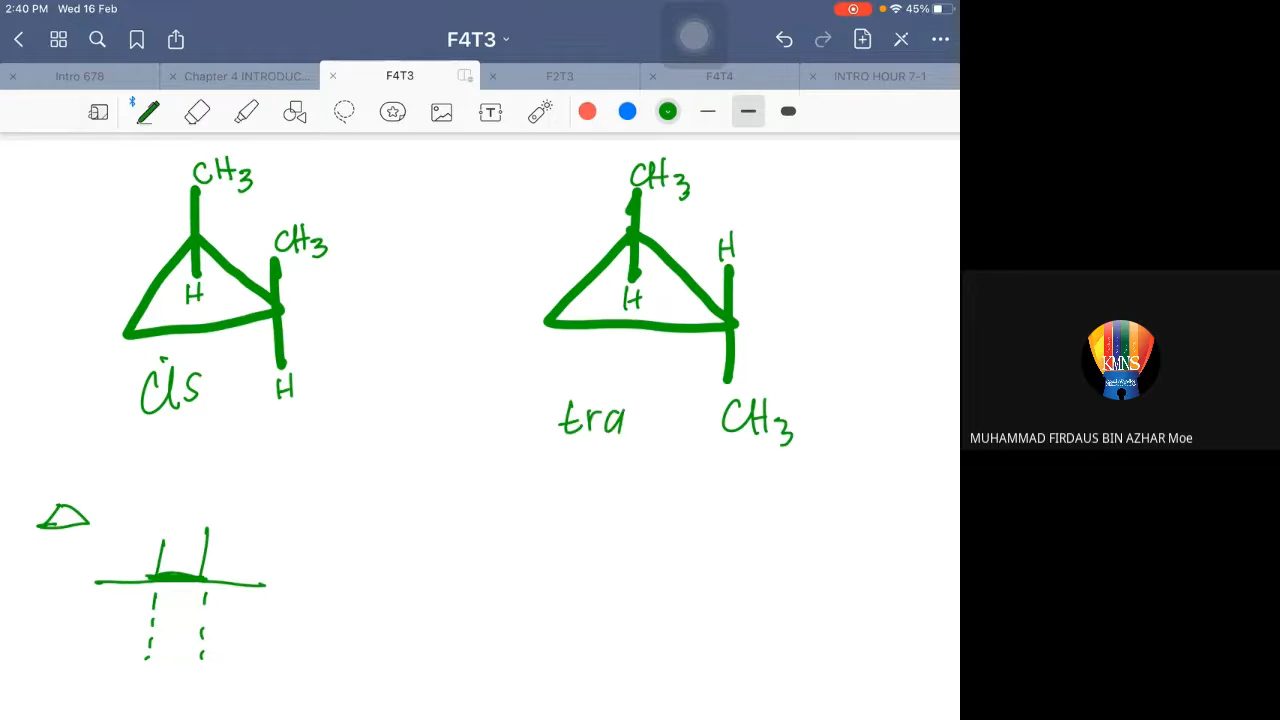 2:40 PM Wed 16 Feb
45%
F4T3
Intro 678
Chapter 4 INTRODUC...
F4T3
F2T3
F4T4
INTRO HOUR 7-1
T
CH3
CH3
H
H
cis
CH3
H
H
CH3
tra
KMNS
MUHAMMAD FIRDAUS BIN AZHAR Moe